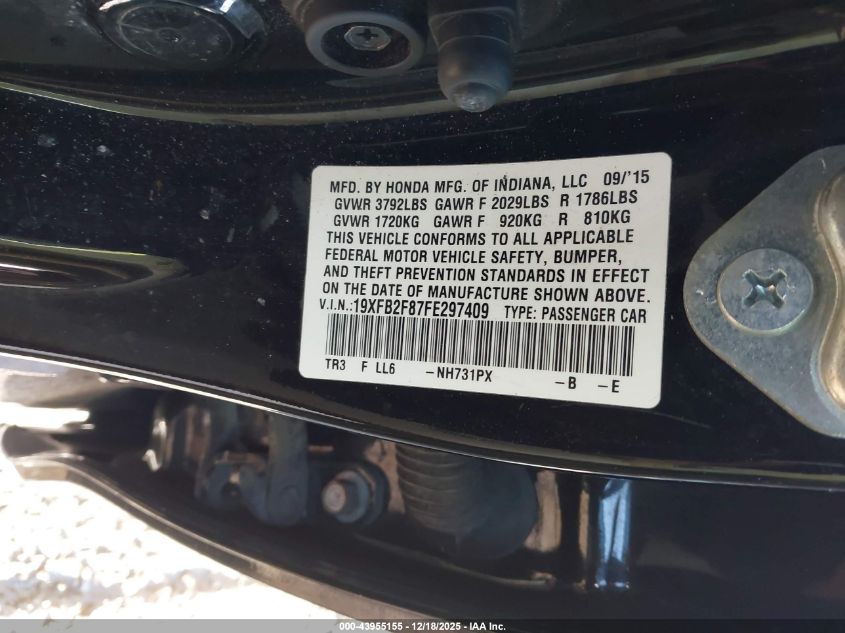 MFD. BY HONDA MFG. OF INDIANA, LLC 09/'15
GVWR 3792LBS GAWR F 2029LBS R 1786LBS
GVWR 1720KG GAWR F 920KG R 810KG
THIS VEHICLE CONFORMS TO ALL APPLICABLE
FEDERAL MOTOR VEHICLE SAFETY, BUMPER,
AND THEFT PREVENTION STANDARDS IN EFFECT
ON THE DATE OF MANUFACTURE SHOWN ABOVE.
V.I.N.:19XFB2F87FE297409 TYPE: PASSENGER CAR
TR3 F LL6 -NH731PX -B -E
000-43955155 - 12/18/2025 - IAA Inc.